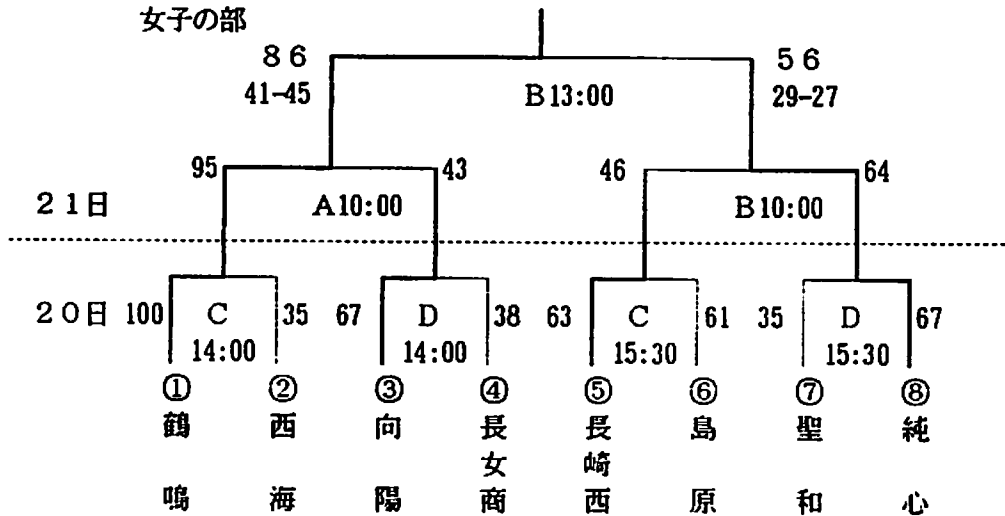 女子の部
86 56
41-45 B13:00 29-27
95 43 46 64
21日 A10:00 B10:00
20日 100 C 35 67 D 38 63 C 61 35 D 67
14:00 14:00 15:30 15:30
① ② ③ ④ ⑤ ⑥ ⑦ ⑧
鶴鳴
西海
向陽
長女商
長崎西
島原
聖和
純心